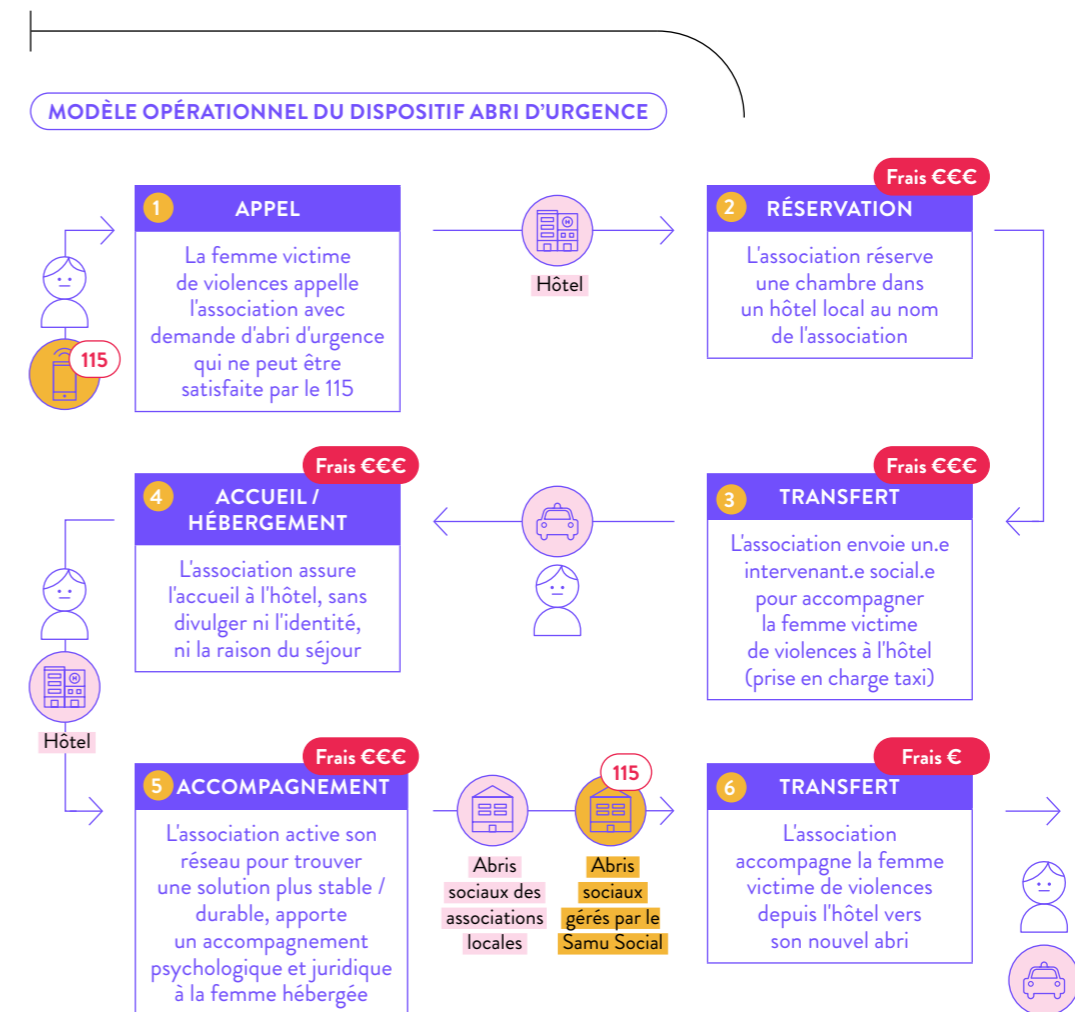 MODÈLE OPÉRATIONNEL DU DISPOSITIF ABRI D'URGENCE
1
APPEL
La femme victime
de violences appelle
l'association avec
demande d'abri d'urgence
qui ne peut être
satisfaite par le 115
115
Hôtel
Frais €€€
2
RÉSERVATION
L'association réserve
une chambre dans
un hôtel local au nom
de l'association
Frais €€€
3
TRANSFERT
L'association envoie un.e
intervenant.e social.e
pour accompagner
la femme victime
de violences à l'hôtel
(prise en charge taxi)
Frais €€€
4
ACCUEIL /
HÉBERGEMENT
L'association assure
l'accueil à l'hôtel, sans
divulger ni l'identité,
ni la raison du séjour
Hôtel
Frais €€€
5 ACCOMPAGNEMENT
L'association active son
réseau pour trouver
une solution plus stable /
durable, apporte
un accompagnement
psychologique et juridique
à la femme hébergée
Abris
sociaux des
associations
locales
115
Abris
sociaux
gérés par le
Samu Social
Frais €
6
TRANSFERT
L'association
accompagne la femme
victime de violences
depuis l'hôtel vers
son nouvel abri